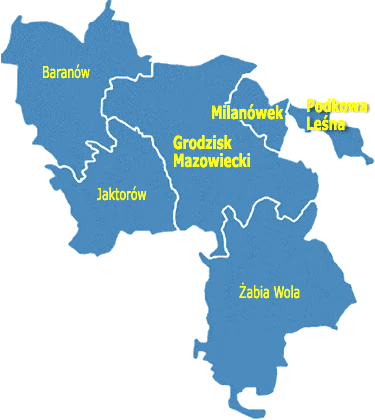 Baranów
Milanówek
Podkowa
Leśna
Grodzisk
Mazowiecki
Jaktorów
Żabia Wola